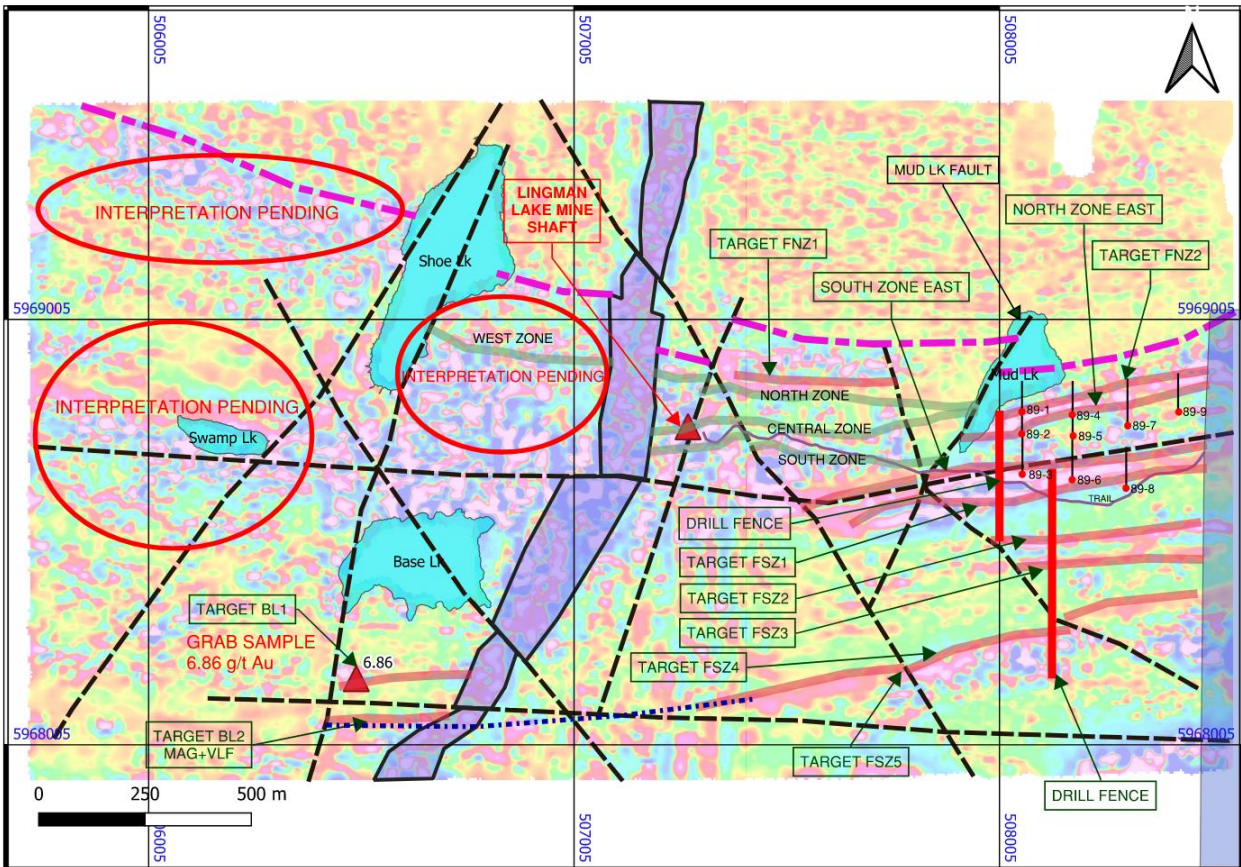 506005
507005
508005
MUD LK FAULT
LINGMAN
LAKE MINE
SHAFT
NORTH ZONE EAST
INTERPRETATION PENDING
TARGET FNZ1
TARGET FNZ2
Shoe Lk
SOUTH ZONE EAST
5969005
5969005
WEST ZONE
INTERPRETATION PENDING
Mud Lk
NORTH ZONE
INTERPRETATION PENDING
89-1
89-4
89-9
CENTRAL ZONE
89-7
Swamp Lk
89-2
89-5
SOUTH ZONE
89-3
89-6
89-8
TRAIL
DRILL FENCE
Base Lk
TARGET FSZ1
TARGET FSZ2
TARGET BL1
TARGET FSZ3
GRAB SAMPLE
6.86 g/t Au
6.86
TARGET FSZ4
TARGET BL2
MAG+VLF
5968005
5968005
TARGET FSZ5
DRILL FENCE
0 250 500 m
506005
507005
508005